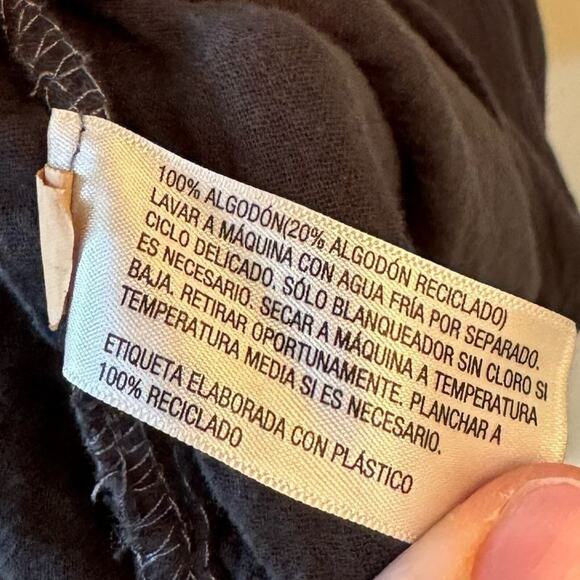 100% ALGODÓN(20% ALGODÓN RECICLADO)
LAVAR A MÁQUINA CON AGUA FRÍA POR SEPARADO.
CICLO DELICADO. SÓLO BLANQUEADOR SIN CLORO SI
ES NECESARIO. SECAR A MÁQUINA A TEMPERATURA
BAJA. RETIRAR OPORTUNAMENTE. PLANCHAR A
TEMPERATURA MEDIA SI ES NECESARIO.
ETIQUETA ELABORADA CON PLÁSTICO
100% RECICLADO